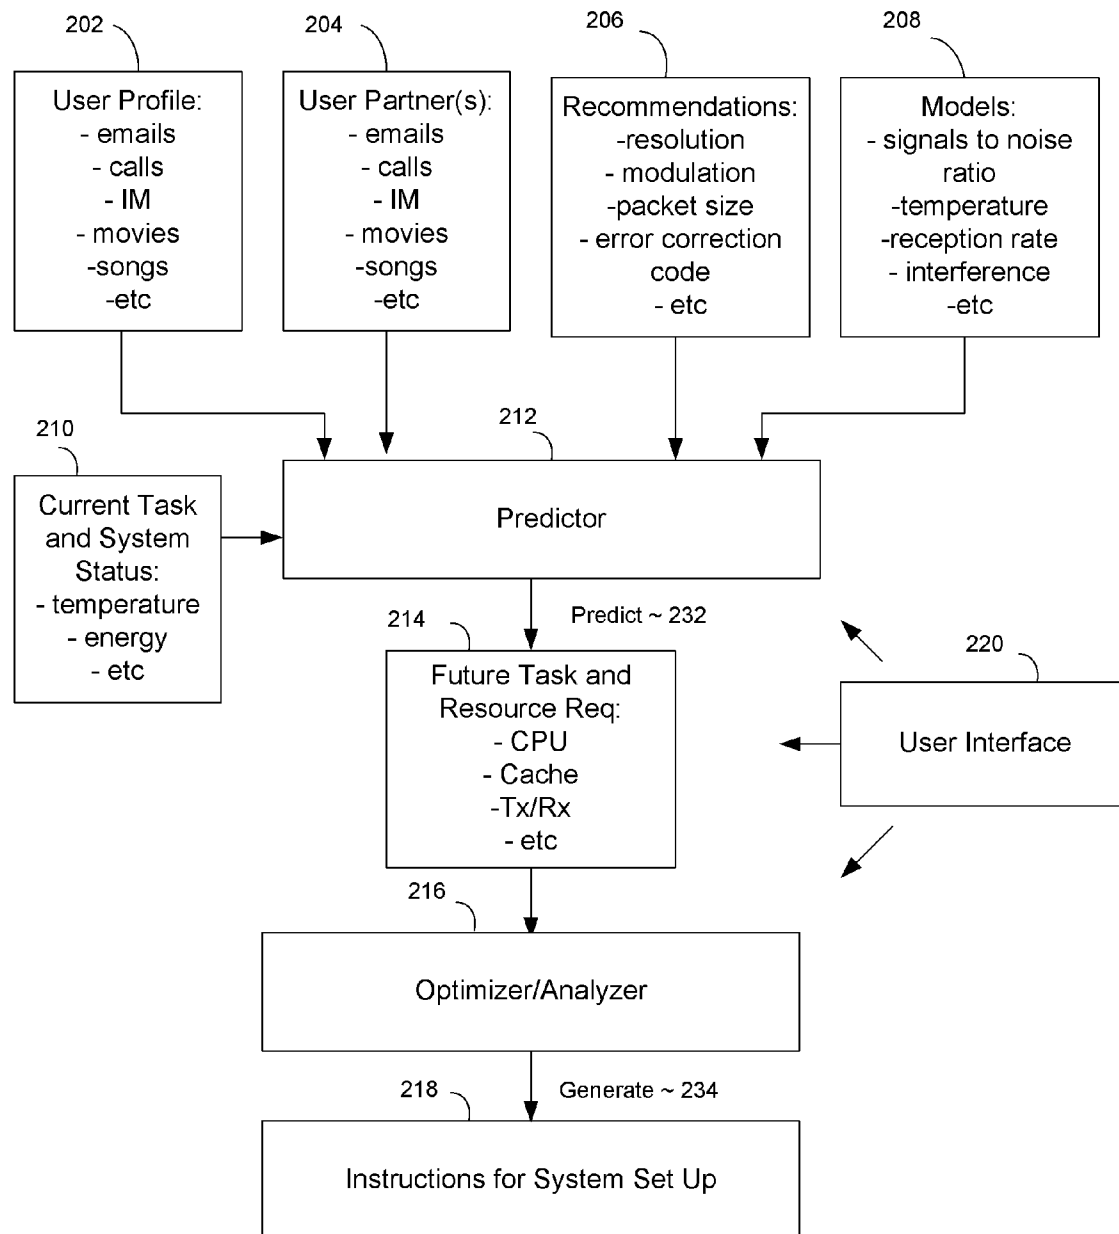 202
204
206
208
User Profile:
- emails
- calls
- IM
- movies
-songs
-etc
User Partner(s):
- emails
- calls
- IM
- movies
-songs
-etc
Recommendations:
-resolution
- modulation
-packet size
- error correction
code
- etc
Models:
- signals to noise
ratio
-temperature
-reception rate
- interference
-etc
210
212
Current Task
and System
Status:
- temperature
- energy
- etc
Predictor
Predict ~ 232
214
Future Task and
Resource Req:
- CPU
- Cache
-Tx/Rx
- etc
220
User Interface
216
Optimizer/Analyzer
218
Generate ~ 234
Instructions for System Set Up